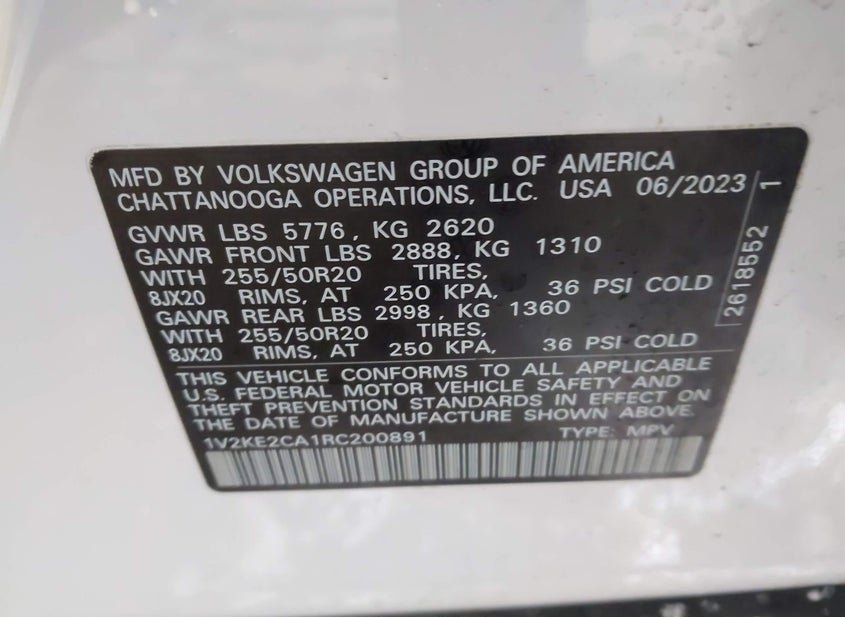 MFD BY VOLKSWAGEN GROUP OF AMERICA
CHATTANOOGA OPERATIONS, LLC. USA 06/2023
GVWR LBS 5776, KG 2620
GAWR FRONT LBS 2888, KG 1310
WITH 255/50R20 TIRES,
8JX20 RIMS, AT 250 KPA, 36 PSI COLD
GAWR REAR LBS 2998, KG 1360
WITH 255/50R20 TIRES,
8JX20 RIMS, AT 250 KPA, 36 PSI COLD
THIS VEHICLE CONFORMS TO ALL APPLICABLE
U.S. FEDERAL MOTOR VEHICLE SAFETY AND
THEFT PREVENTION STANDARDS IN EFFECT ON
THE DATE OF MANUFACTURE SHOWN ABOVE.
1V2KE2CA1RC200891 TYPE: MPV
2618552 1